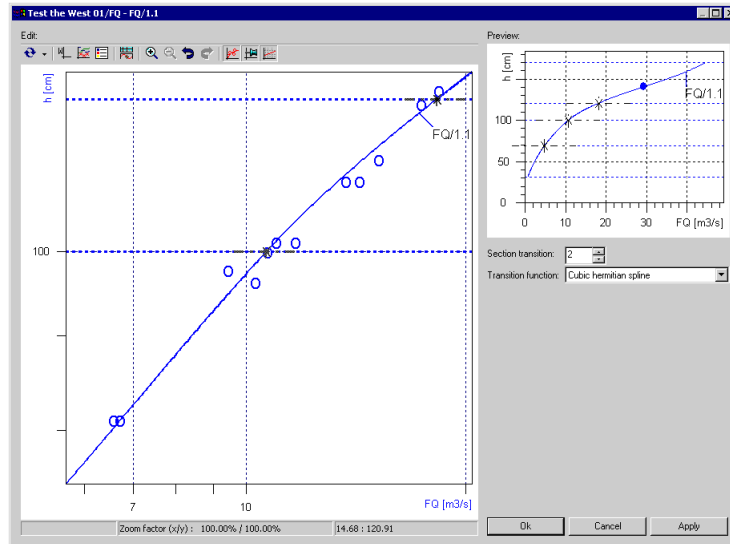 Test the West 01/FQ - FQ/1.1
Edit:
Preview:
h [cm]
FQ/1.1
100
7
10
FQ [m3/s]
h [cm]
FQ/1.1
100
50
0
0
10
20
30
FQ [m3/s]
Section transition:
2
Transition function:
Cubic hermitian spline
Zoom factor (x/y) : 100.00% / 100.00%
14.68 : 120.91
Ok
Cancel
Apply